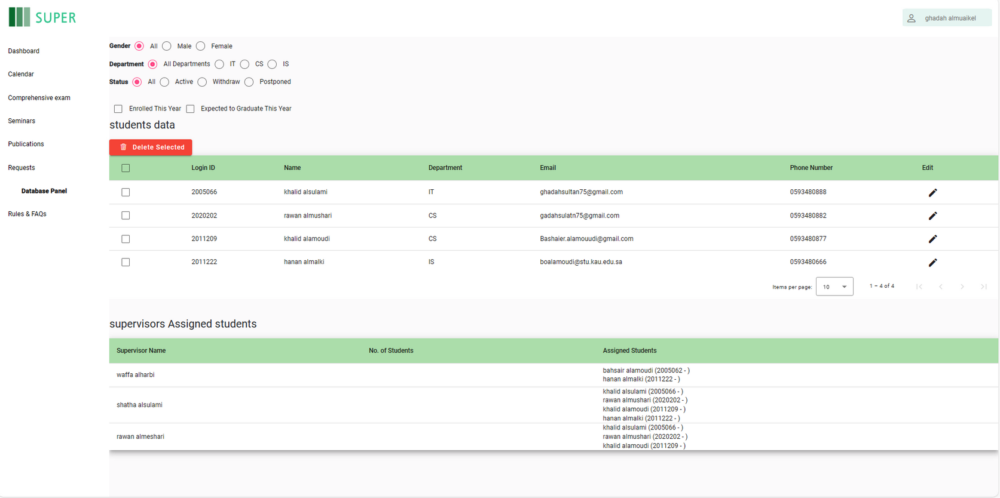 SUPER
ghadah almuaikel
Dashboard
Calendar
Comprehensive exam
Seminars
Publications
Requests
Database Panel
Rules & FAQs
Gender All Male Female
Department All Departments IT CS IS
Status All Active Withdraw Postponed
Enrolled This Year Expected to Graduate This Year
students data
Delete Selected
Login ID Name Department Email Phone Number Edit
2005066 khalid alsulami IT ghadahsultan75@gmail.com 0593480888
2020202 rawan almushari CS gadahsulatn75@gmail.com 0593480882
2011209 khalid alamoudi CS Bashaier.alamouudi@gmail.com 0593480877
2011222 hanan almalki IS boalamoudi@stu.kau.edu.sa 0593480666
Items per page: 10 1 – 4 of 4
supervisors Assigned students
Supervisor Name No. of Students Assigned Students
waffa alharbi
bahsair alamoudi (2005062 - )
hanan almalki (2011222 - )
shatha alsulami
khalid alsulami (2005066 - )
rawan almushari (2020202 - )
khalid alamoudi (2011209 - )
hanan almalki (2011222 - )
rawan almeshari
khalid alsulami (2005066 - )
rawan almushari (2020202 - )
khalid alamoudi (2011209 - )